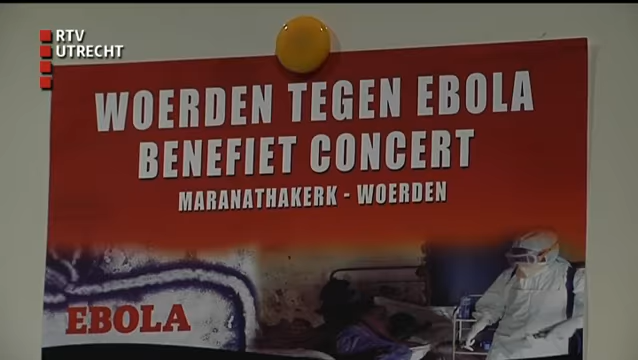 RTV
UTRECHT
WOERDEN TEGEN EBOLA
BENEFIET CONCERT
MARANATHAKERK - WOERDEN
EBOLA